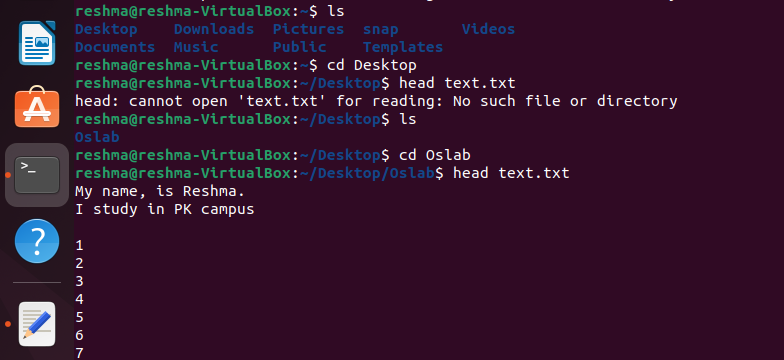 reshma@reshma-VirtualBox:~$ ls
Desktop    Downloads  Pictures  snap       Videos
Documents  Music      Public    Templates
reshma@reshma-VirtualBox:~$ cd Desktop
reshma@reshma-VirtualBox:~/Desktop$ head text.txt
head: cannot open 'text.txt' for reading: No such file or directory
reshma@reshma-VirtualBox:~/Desktop$ ls
Oslab
reshma@reshma-VirtualBox:~/Desktop$ cd Oslab
reshma@reshma-VirtualBox:~/Desktop/Oslab$ head text.txt
My name, is Reshma.
I study in PK campus
1
2
3
4
5
6
7